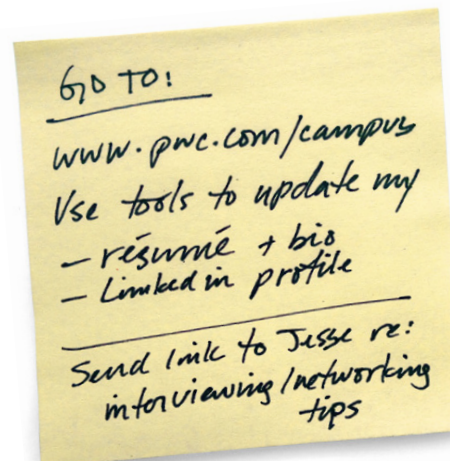 GO TO:
www.pwc.com/campus
Use tools to update my
– résumé + bio
– Linkedin profile
Send link to Jesse re:
interviewing/networking
tips